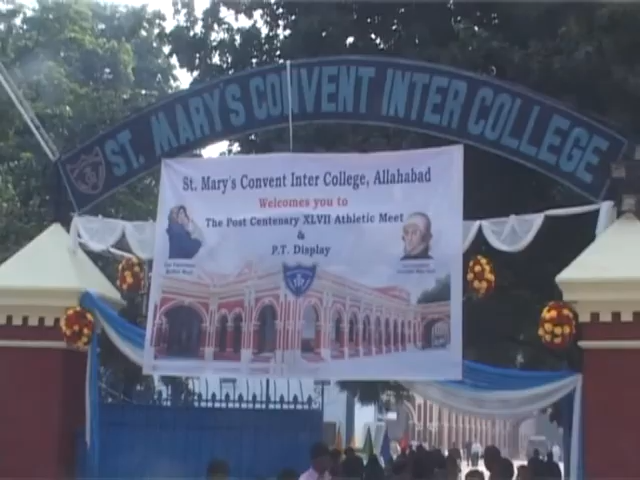 ST. MARY'S CONVENT INTER COLLEGE
St. Mary's Convent Inter College, Allahabad
Welcomes you to
The Post Centenary XLVII Athletic Meet
&
P.T. Display